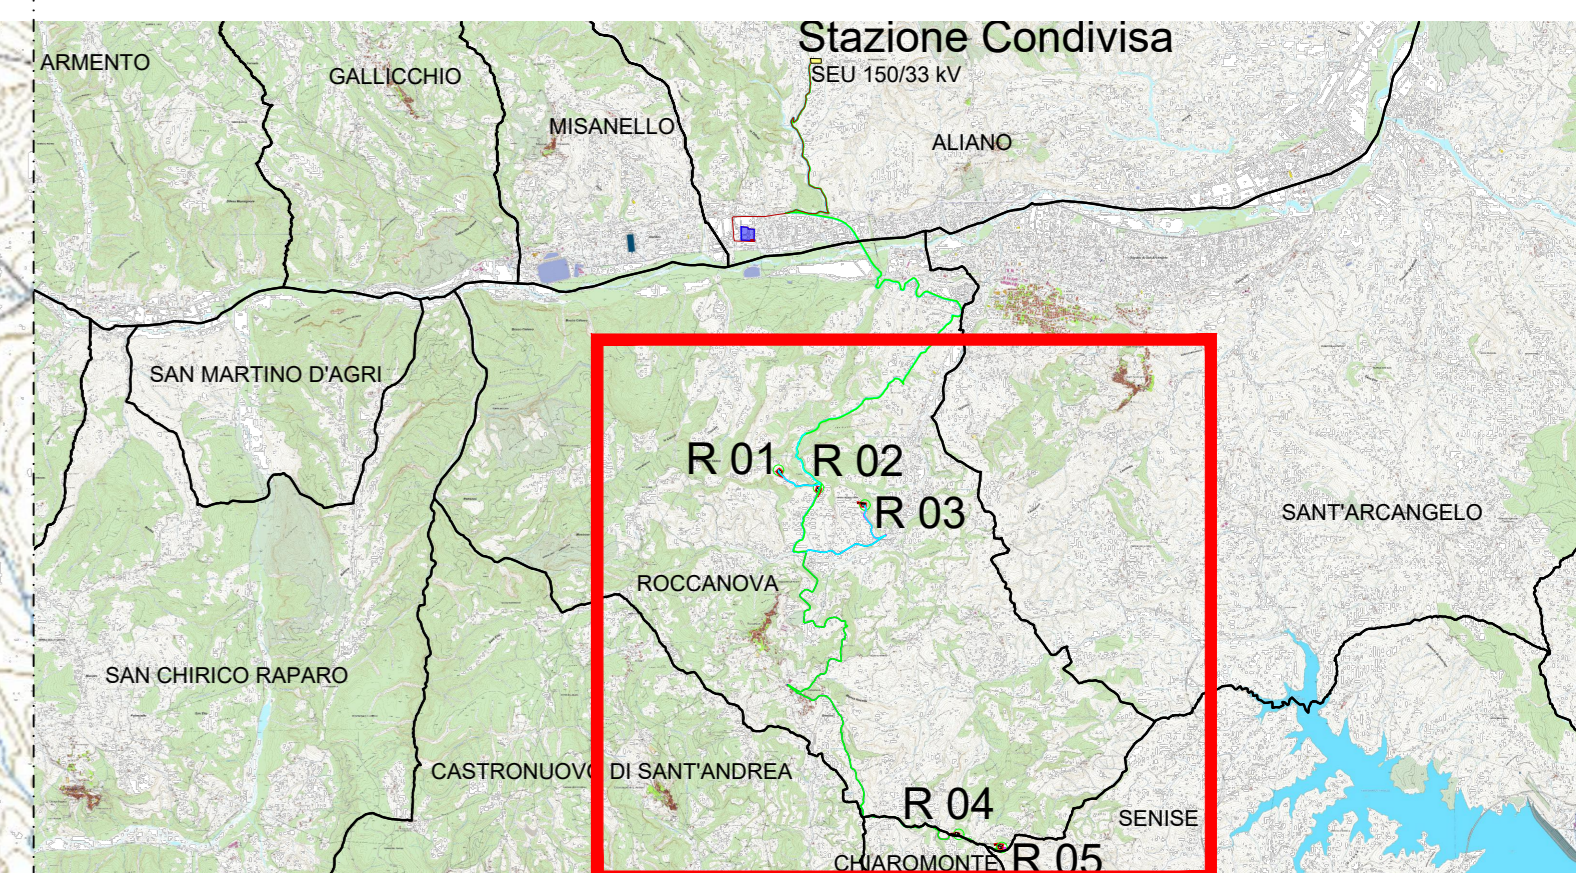 Stazione Condivisa
SEU 150/33 kV
ARMENTO
GALLICCHIO
MISANELLO
ALIANO
SAN MARTINO D'AGRI
R 01
R 02
R 03
SANT'ARCANGELO
ROCCANOVA
SAN CHIRICO RAPARO
CASTRONUOVO DI SANT'ANDREA
R 04
SENISE
CHIAROMONTE
R 05